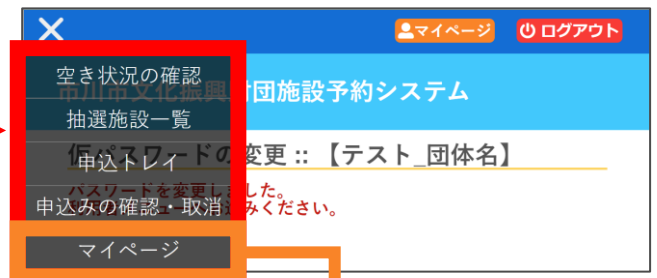 マイページ
ログアウト
空き状況の確認
市川市文化振興財団施設予約システム
抽選施設一覧
仮パスワードの変更 :: 【テスト_団体名】
申込トレイ
パスワードを変更しました。
申込みの確認・取消
みください。
マイページ